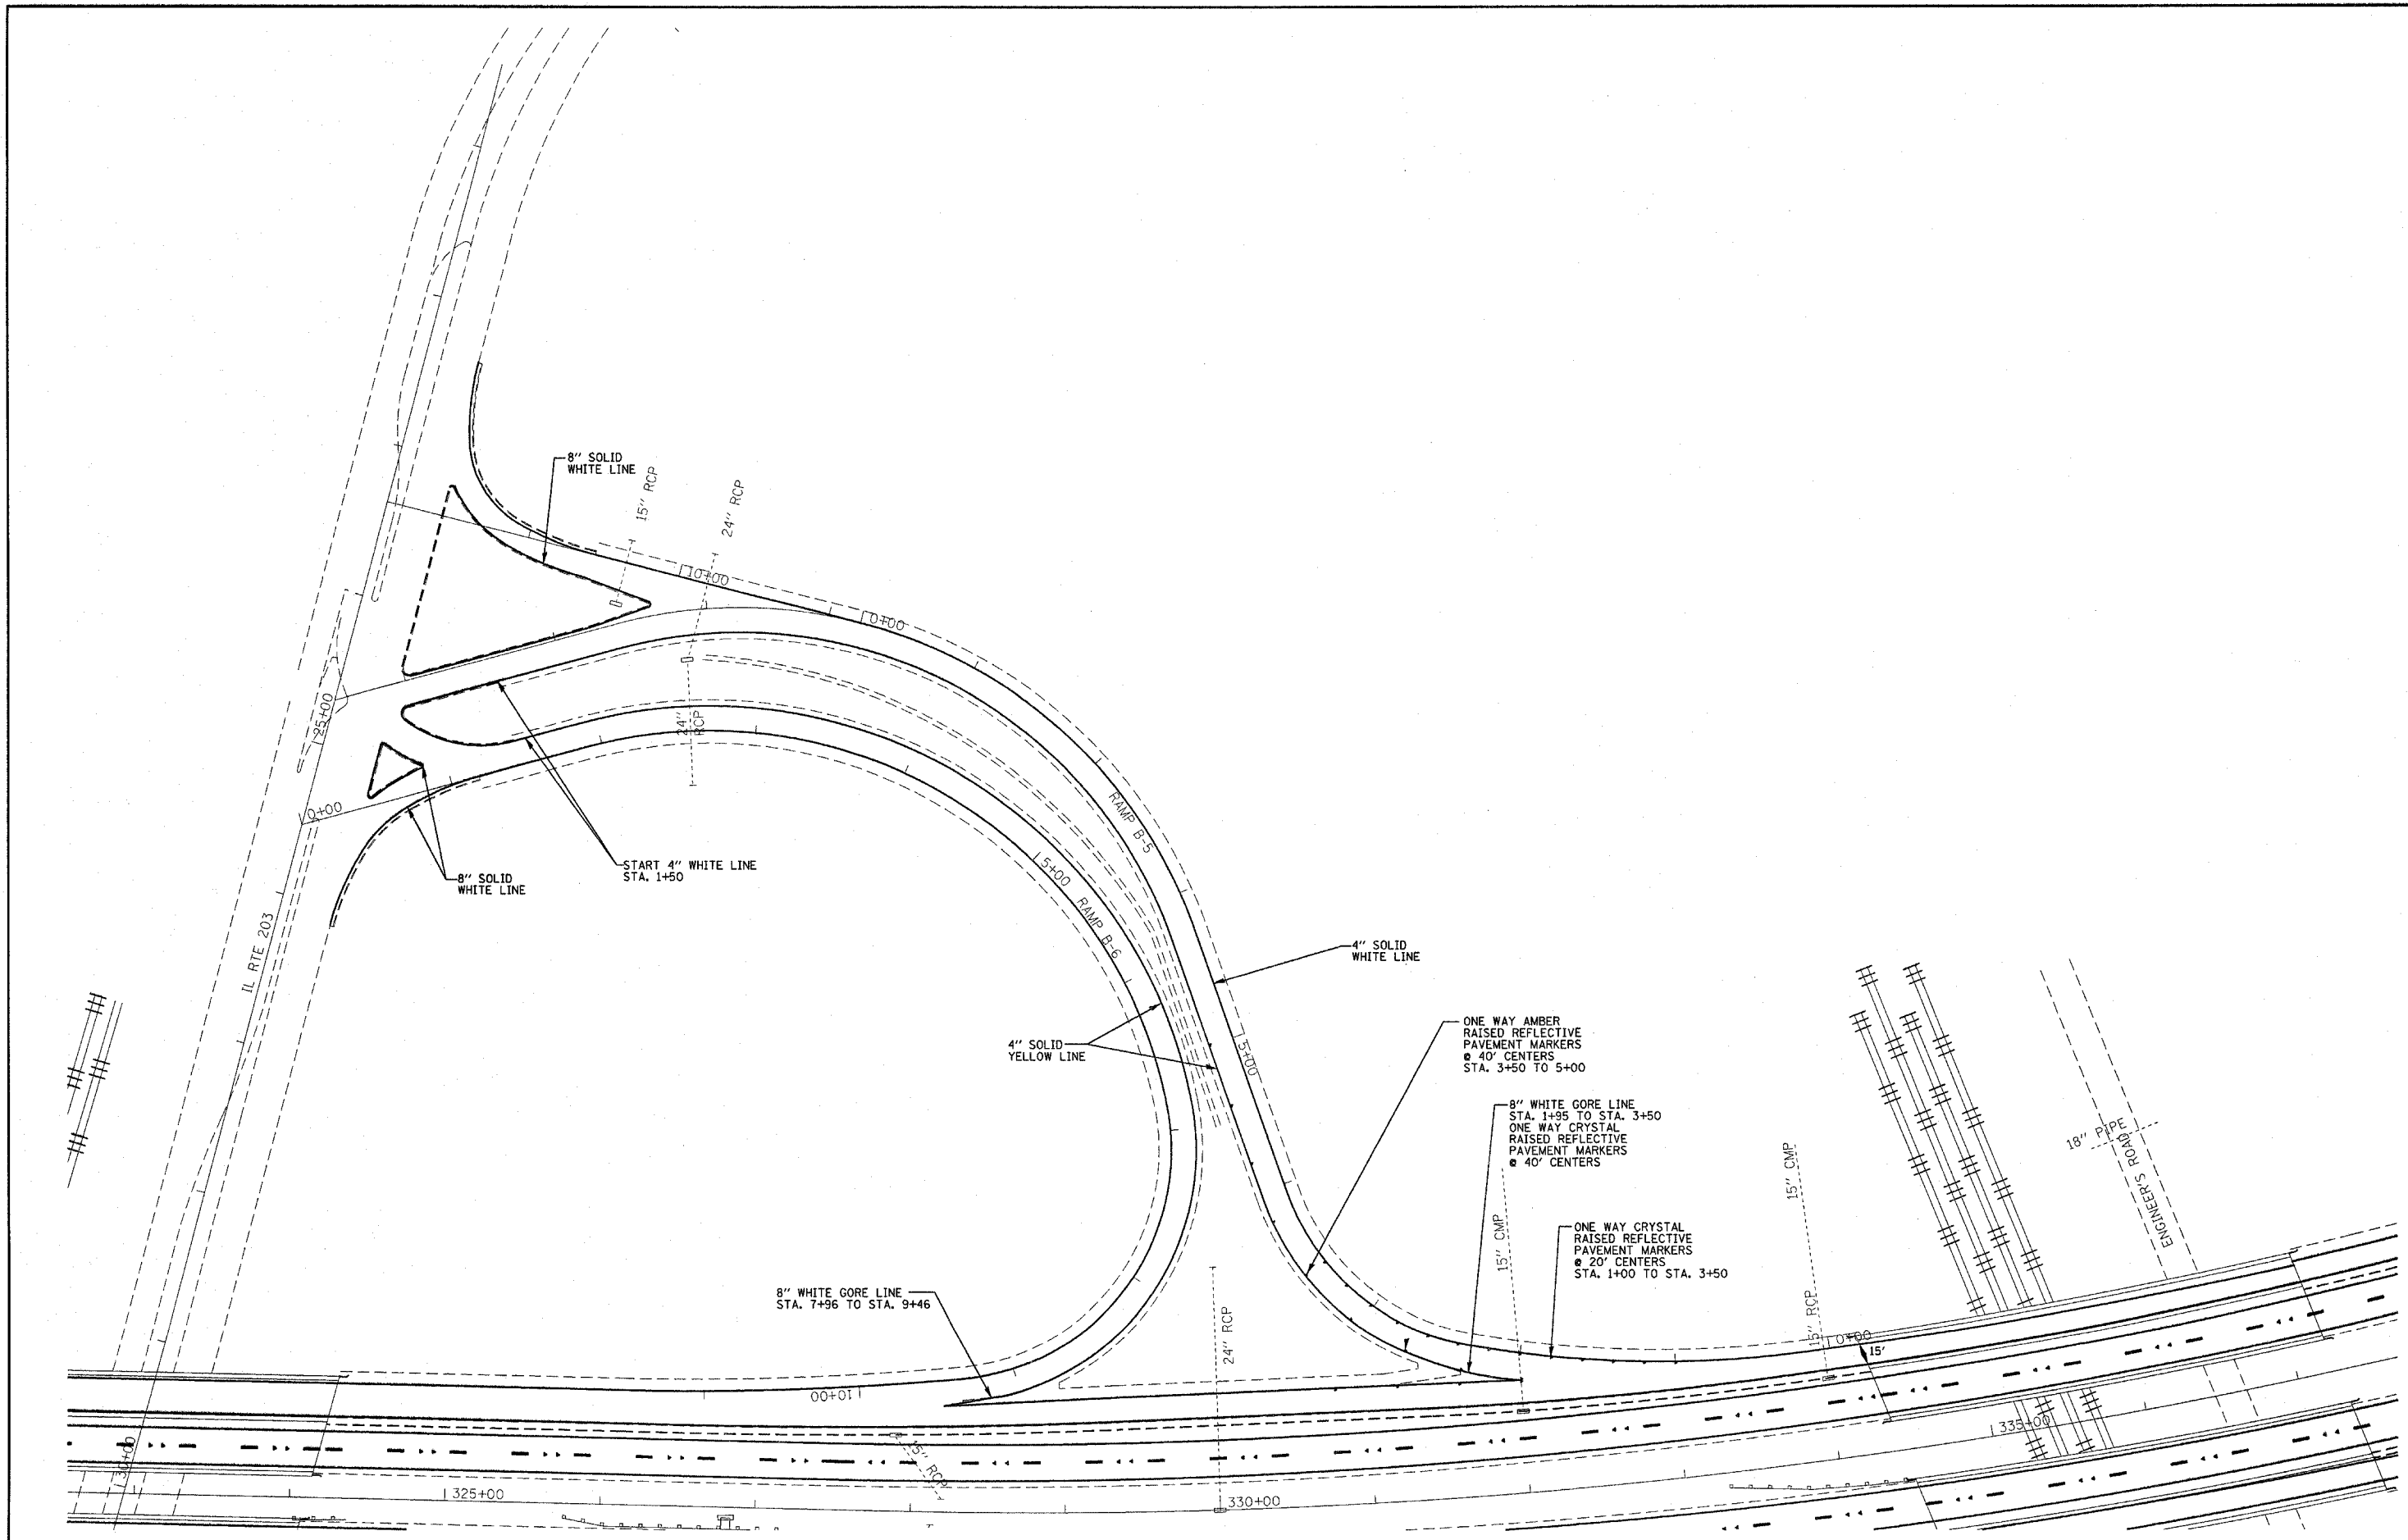 8" SOLID
WHITE LINE
15" RCP
24" RCP
10+00
0+00
25+00
24"
RCP
0+00
RAMP B-5
START 4" WHITE LINE
STA. 1+50
8" SOLID
WHITE LINE
5+00
RAMP B-6
IL RTE 203
4" SOLID
WHITE LINE
4" SOLID
YELLOW LINE
5+00
ONE WAY AMBER
RAISED REFLECTIVE
PAVEMENT MARKERS
@ 40' CENTERS
STA. 3+50 TO 5+00
8" WHITE GORE LINE
STA. 1+95 TO STA. 3+50
ONE WAY CRYSTAL
RAISED REFLECTIVE
PAVEMENT MARKERS
@ 40' CENTERS
18" PIPE
ENGINEER'S ROAD
15" CMP
15" CMP
ONE WAY CRYSTAL
RAISED REFLECTIVE
PAVEMENT MARKERS
@ 20' CENTERS
STA. 1+00 TO STA. 3+50
8" WHITE GORE LINE
STA. 7+96 TO STA. 9+46
24" RCP
15" RCP
0+00
15'
10+00
15" RCP
335+00
30+00
325+00
330+00